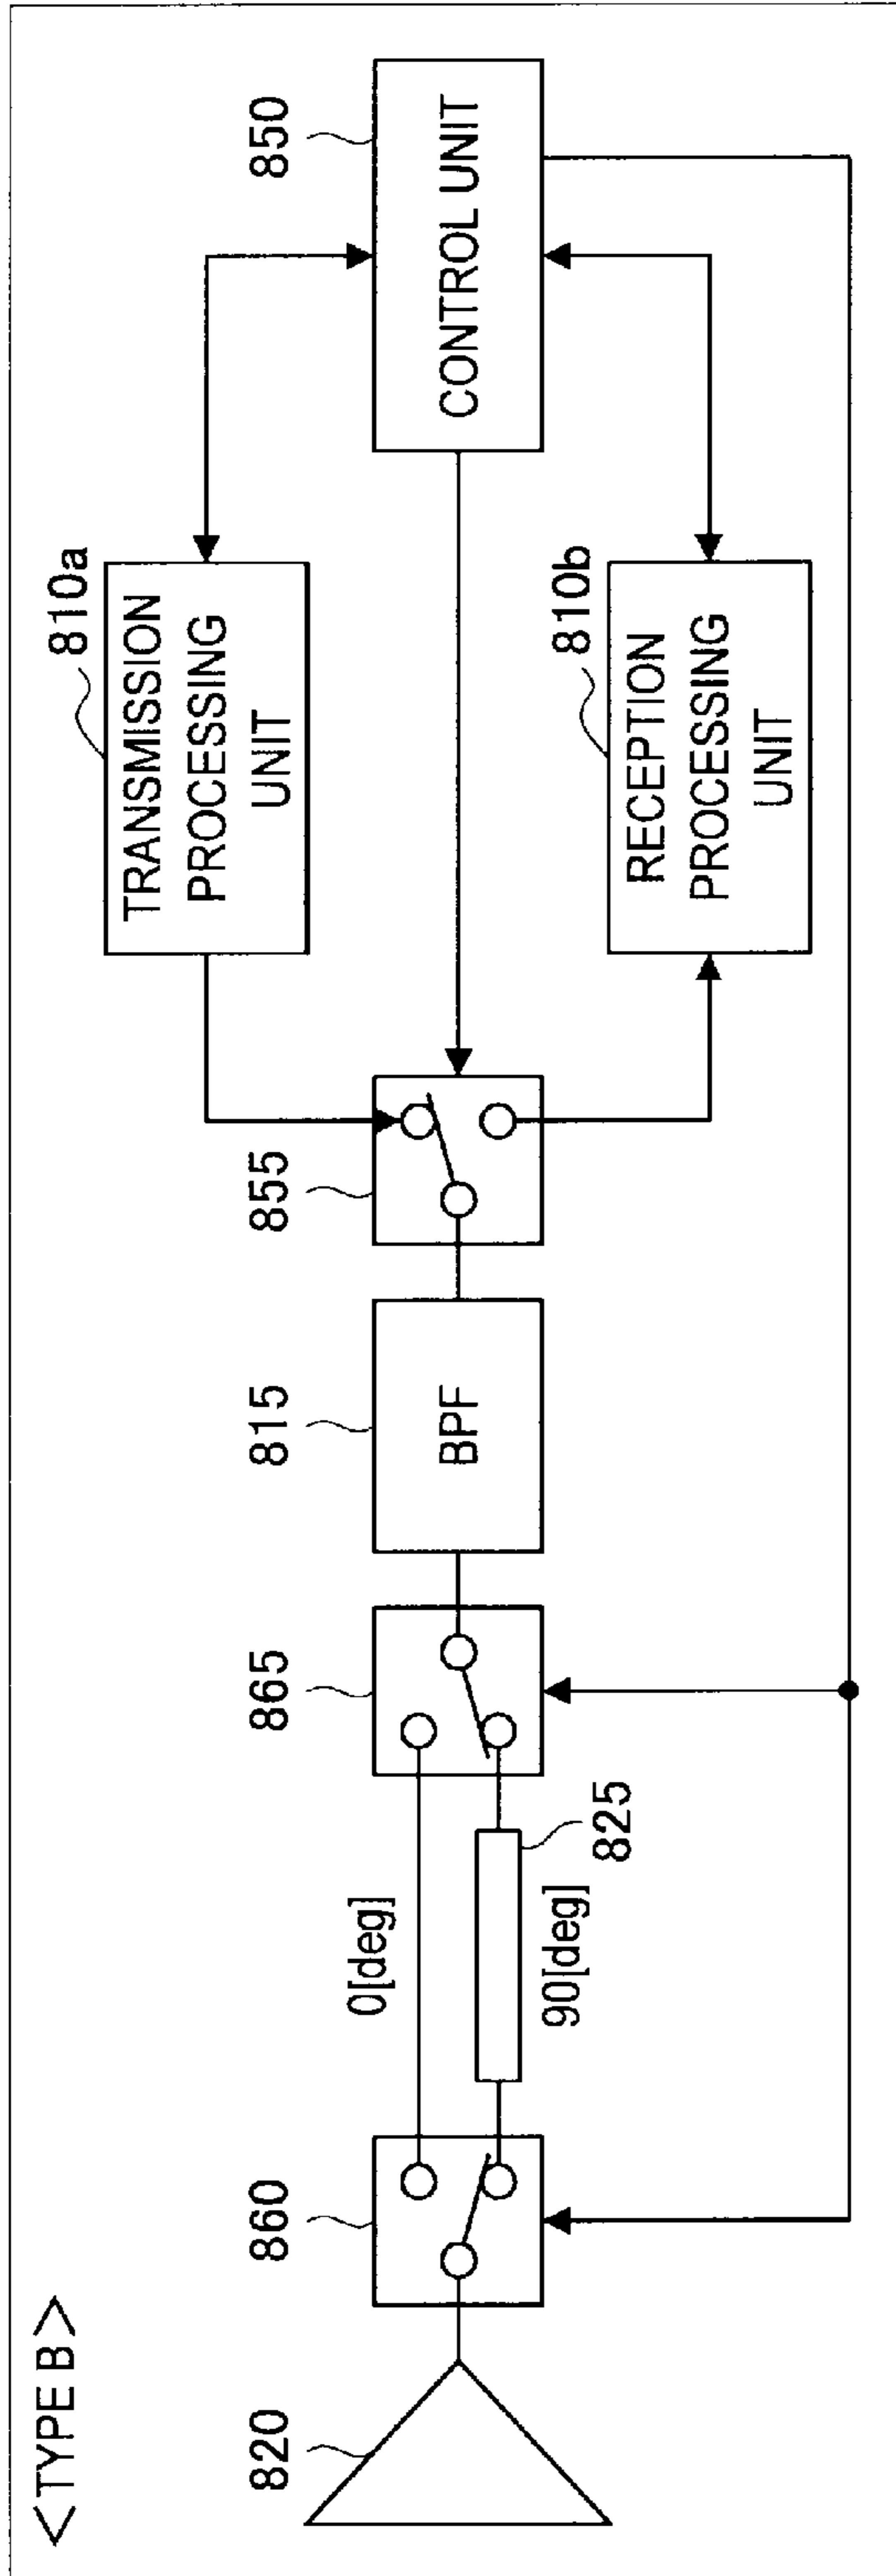 <TYPE B>
820
860
0[deg]
90[deg]
825
865
815
BPF
855
810a
TRANSMISSION
PROCESSING
UNIT
810b
RECEPTION
PROCESSING
UNIT
850
CONTROL UNIT